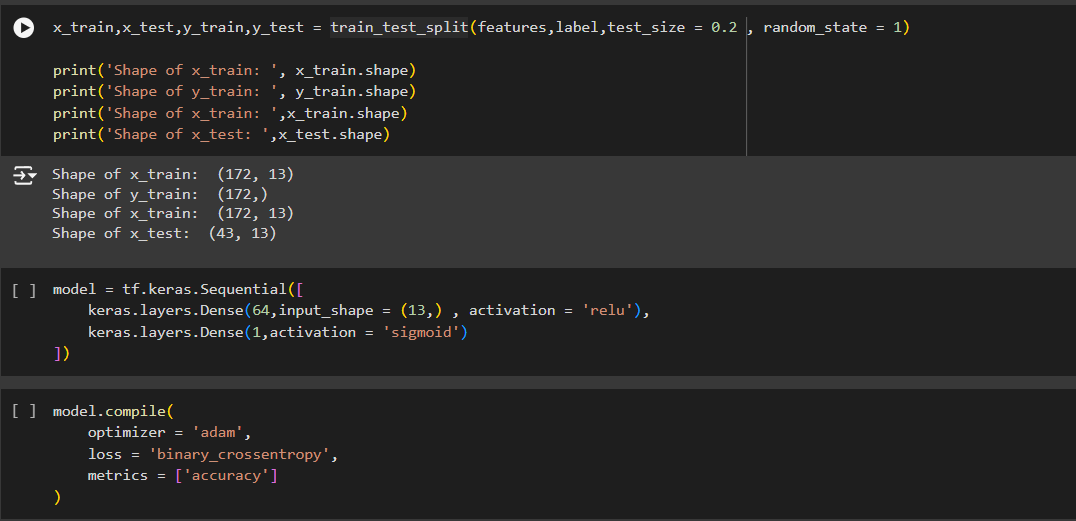 x_train,x_test,y_train,y_test = train_test_split(features,label,test_size = 0.2 , random_state = 1)
print('Shape of x_train: ', x_train.shape)
print('Shape of y_train: ', y_train.shape)
print('Shape of x_train: ',x_train.shape)
print('Shape of x_test: ',x_test.shape)
Shape of x_train:  (172, 13)
Shape of y_train:  (172,)
Shape of x_train:  (172, 13)
Shape of x_test:  (43, 13)
[ ] model = tf.keras.Sequential([
    keras.layers.Dense(64,input_shape = (13,) , activation = 'relu'),
    keras.layers.Dense(1,activation = 'sigmoid')
])
[ ] model.compile(
    optimizer = 'adam',
    loss = 'binary_crossentropy',
    metrics = ['accuracy']
)